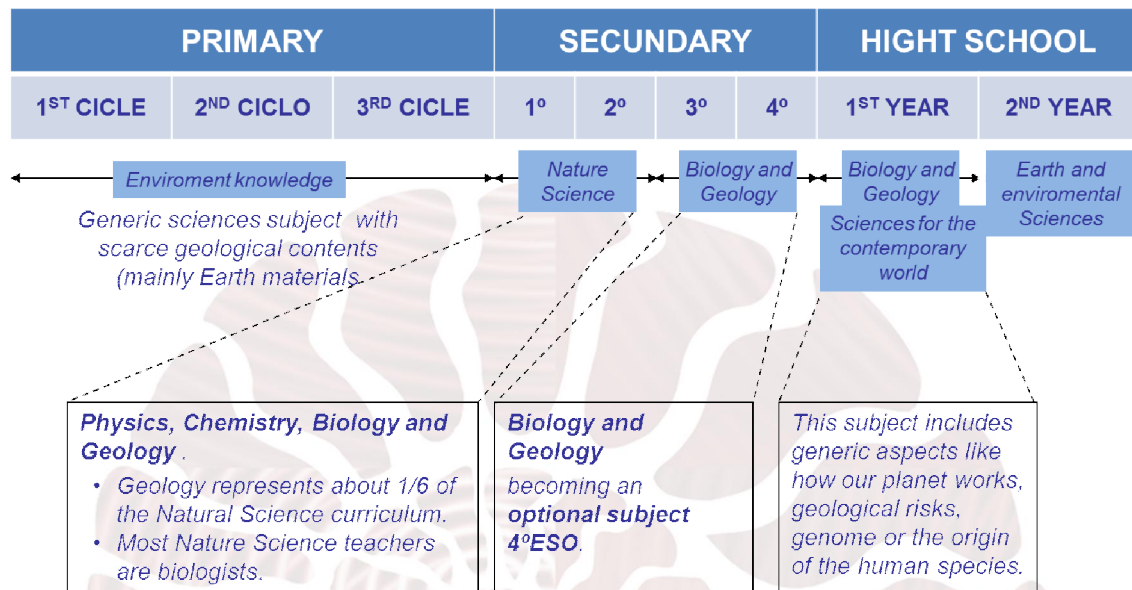 PRIMARY SECUNDARY HIGHT SCHOOL
1ST CICLE 2ND CICLO 3RD CICLE 1º 2º 3º 4º 1ST YEAR 2ND YEAR
Enviroment knowledge
Generic sciences subject with
scarce geological contents
(mainly Earth materials
Nature
Science
Biology and
Geology
Biology and
Geology
Sciences for the
contemporary
world
Earth and
enviromental
Sciences
Physics, Chemistry, Biology and
Geology .
• Geology represents about 1/6 of
the Natural Science curriculum.
• Most Nature Science teachers
are biologists.
Biology and
Geology
becoming an
optional subject
4ºESO.
This subject includes
generic aspects like
how our planet works,
geological risks,
genome or the origin
of the human species.